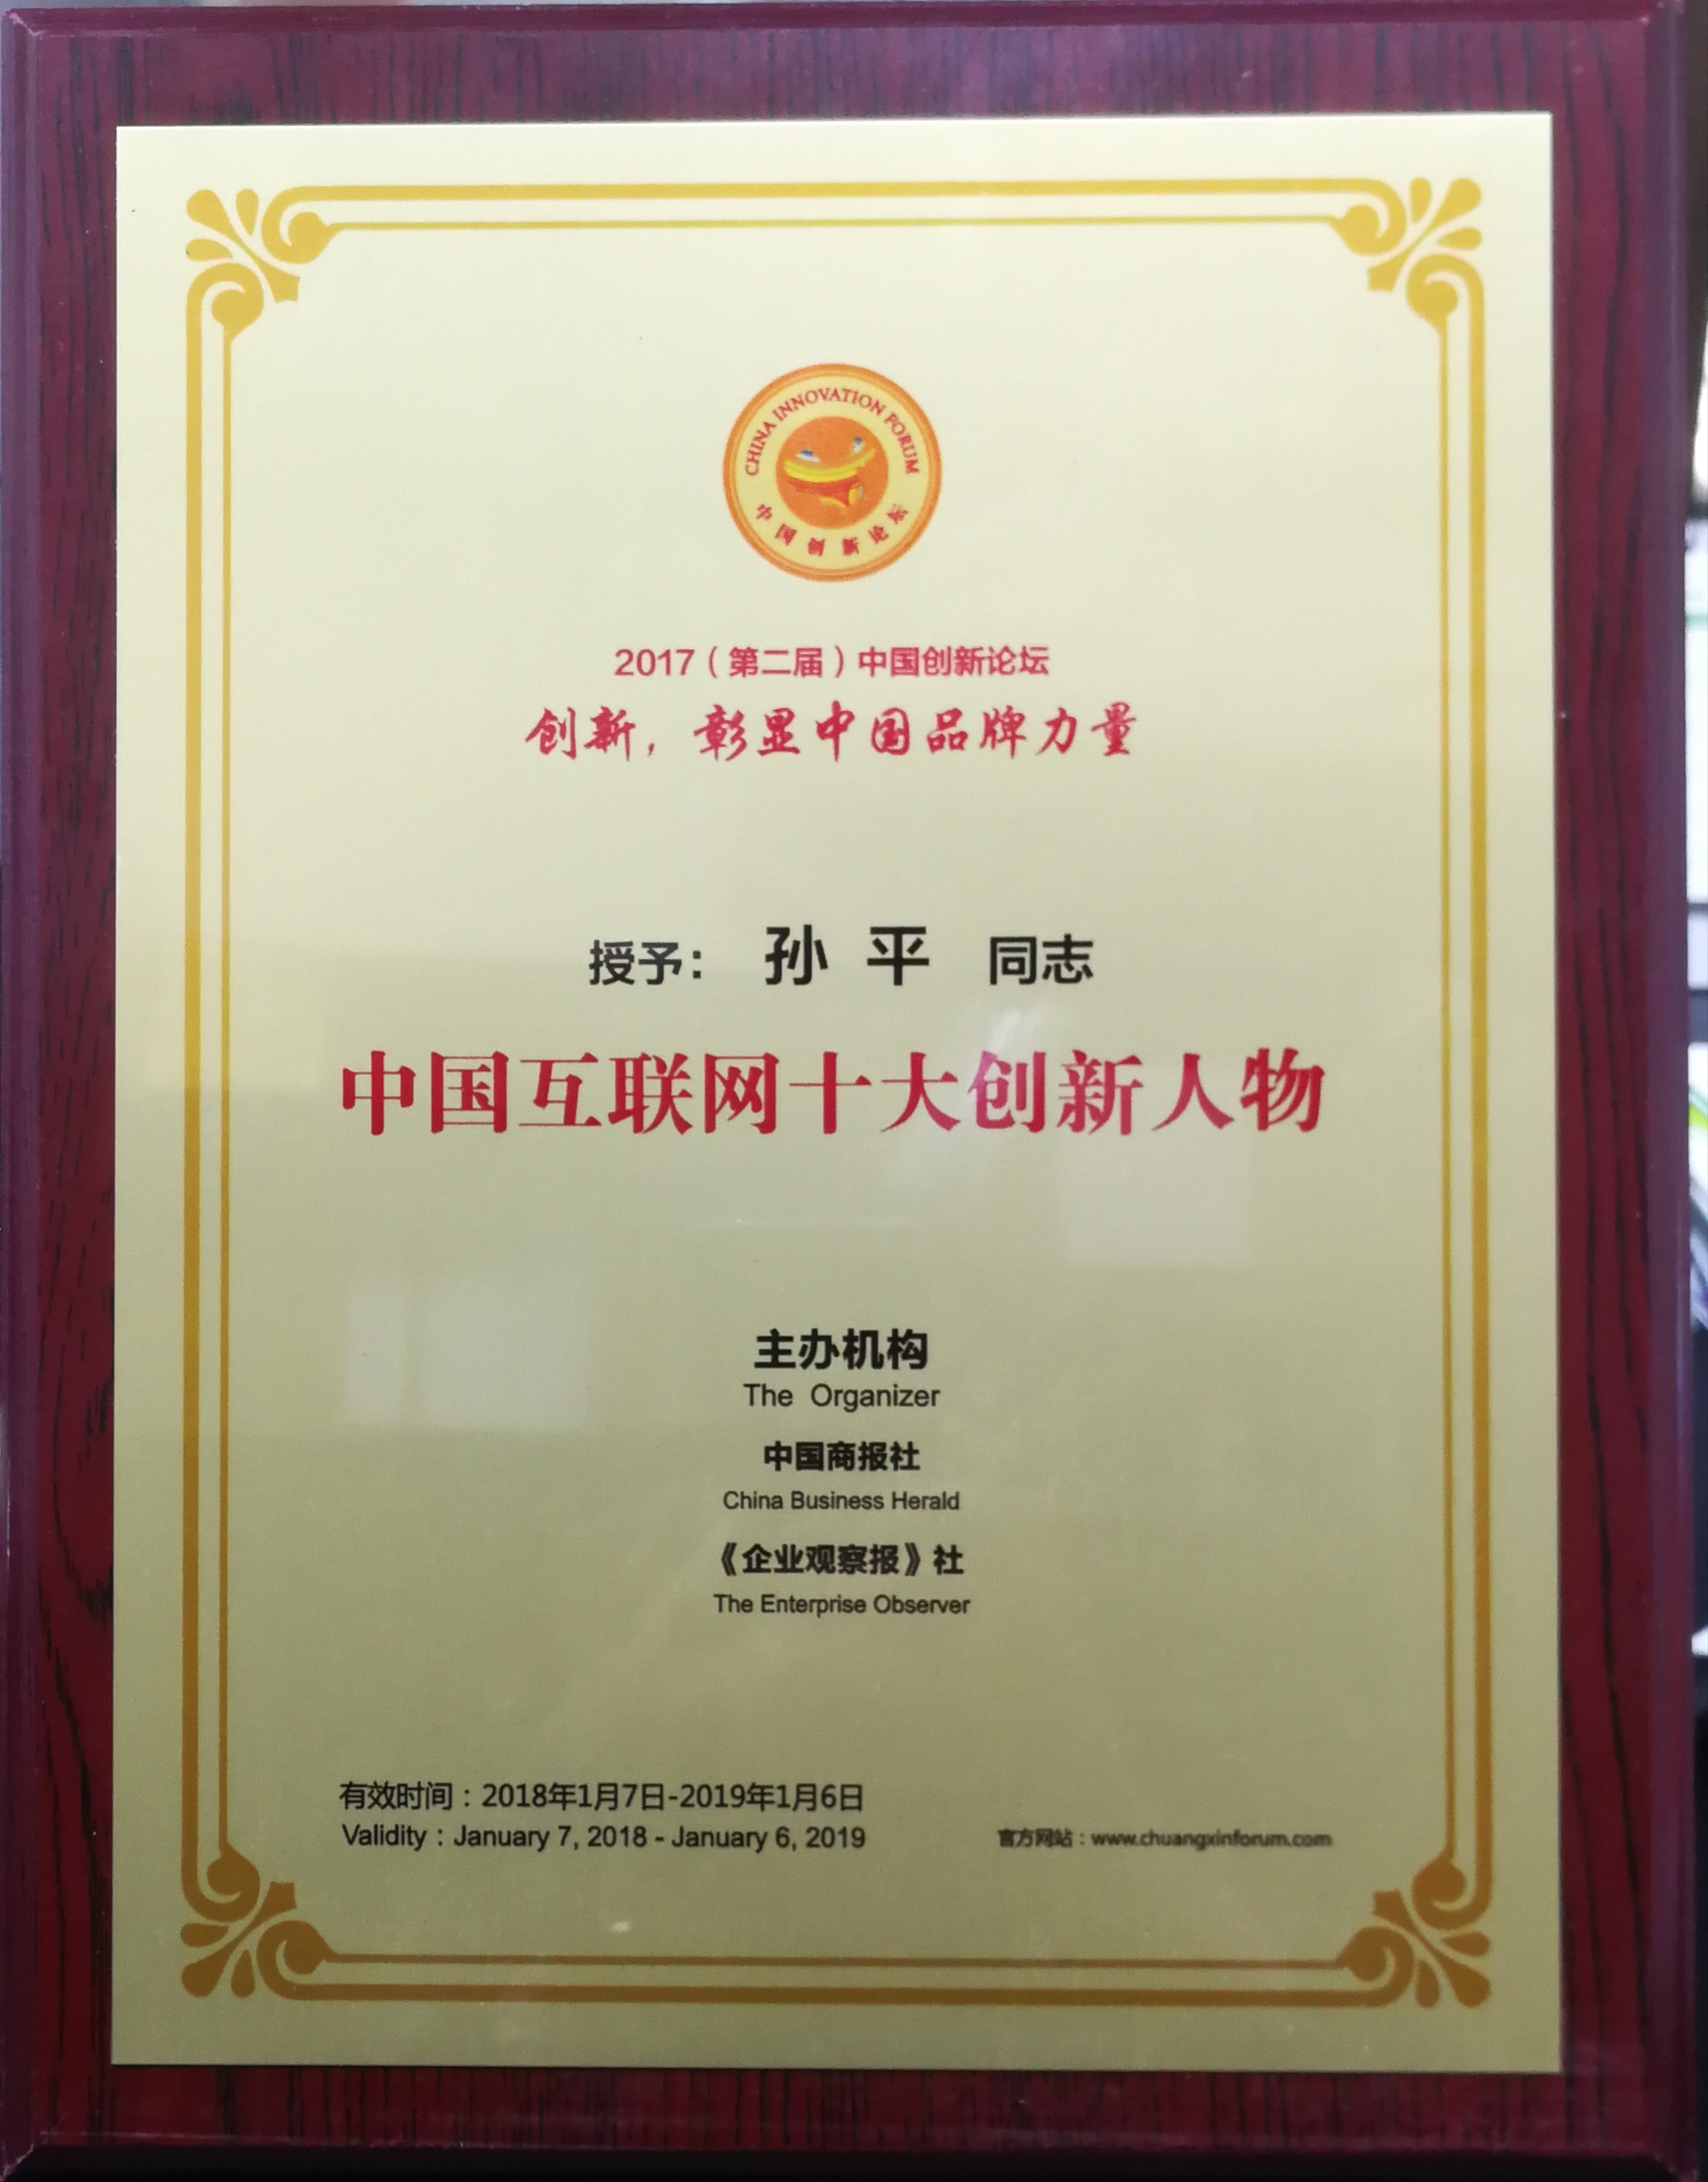 CHINA INNOVATION FORUM
中国创新论坛
2017（第二届）中国创新论坛
创新，彰显中国品牌力量
授予： 孙 平 同志
中国互联网十大创新人物
主办机构
The Organizer
中国商报社
China Business Herald
《企业观察报》社
The Enterprise Observer
有效时间：2018年1月7日-2019年1月6日
Validity：January 7, 2018 - January 6, 2019
官方网站：www.chuangxinforum.com